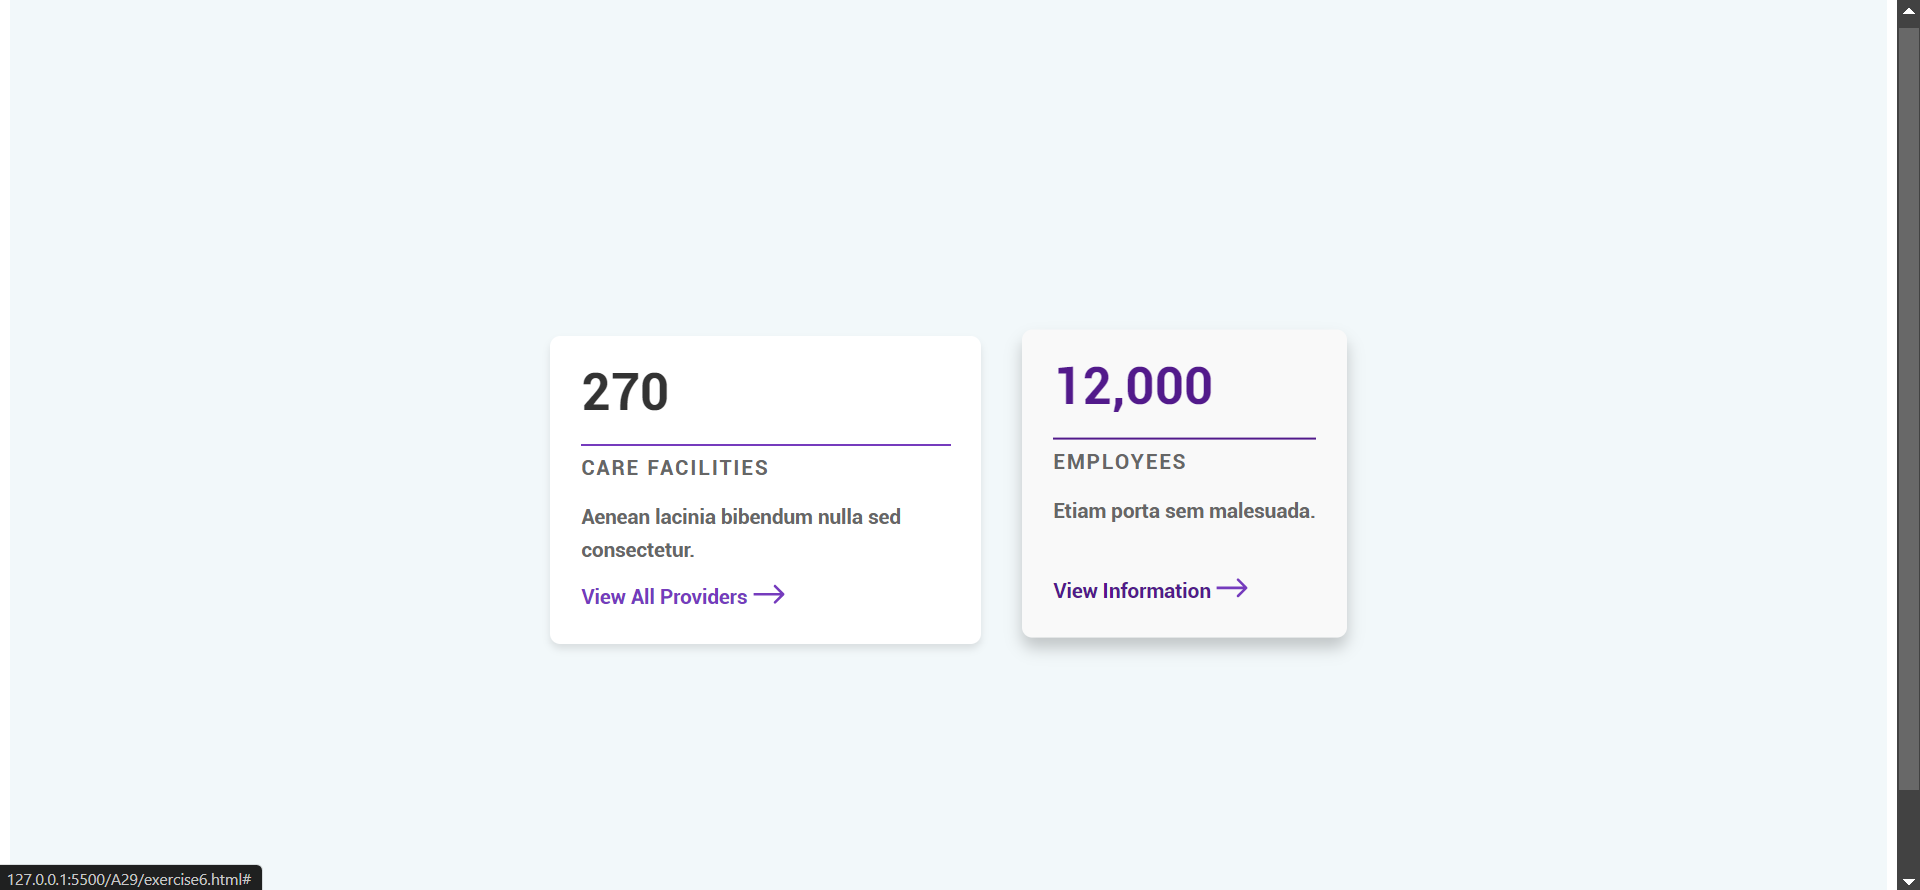 270
CARE FACILITIES
Aenean lacinia bibendum nulla sed
consectetur.
View All Providers
12,000
EMPLOYEES
Etiam porta sem malesuada.
View Information
127.0.0.1:5500/A29/exercise6.html#